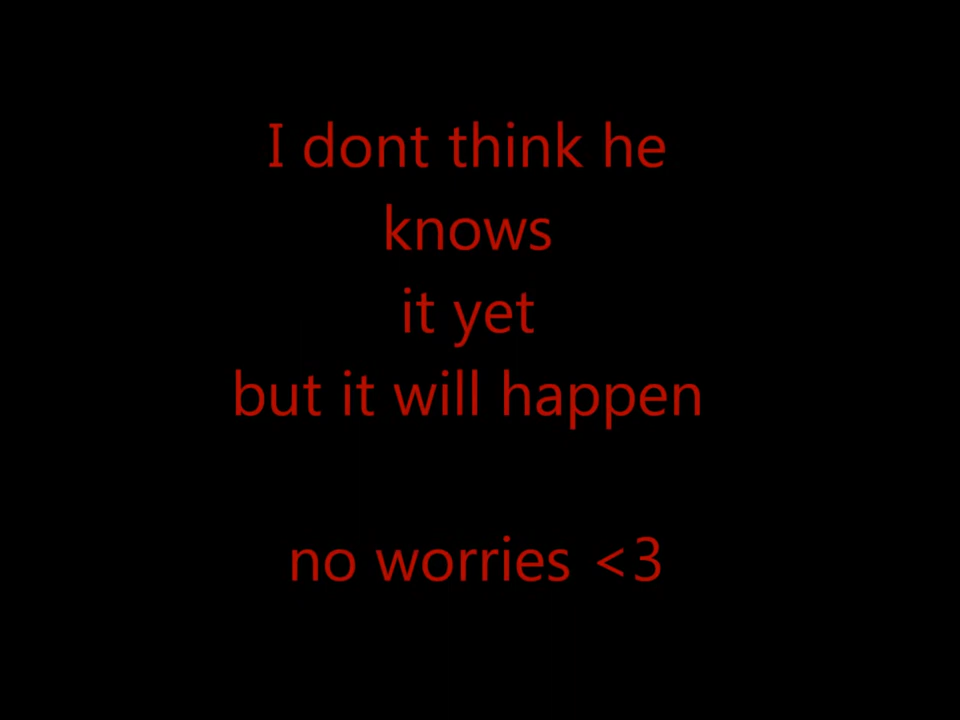 I dont think he
knows
it yet
but it will happen
no worries <3